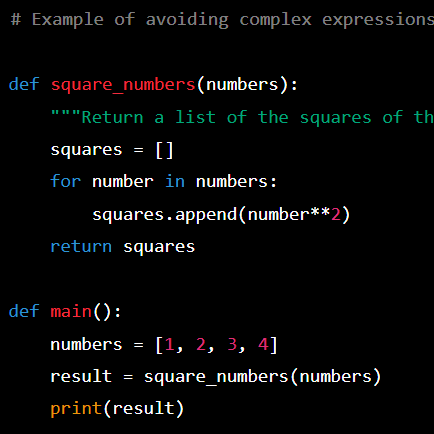 # Example of avoiding complex expressions
def square_numbers(numbers):
    """Return a list of the squares of
    squares = []
    for number in numbers:
        squares.append(number**2)
    return squares
def main():
    numbers = [1, 2, 3, 4]
    result = square_numbers(numbers)
    print(result)